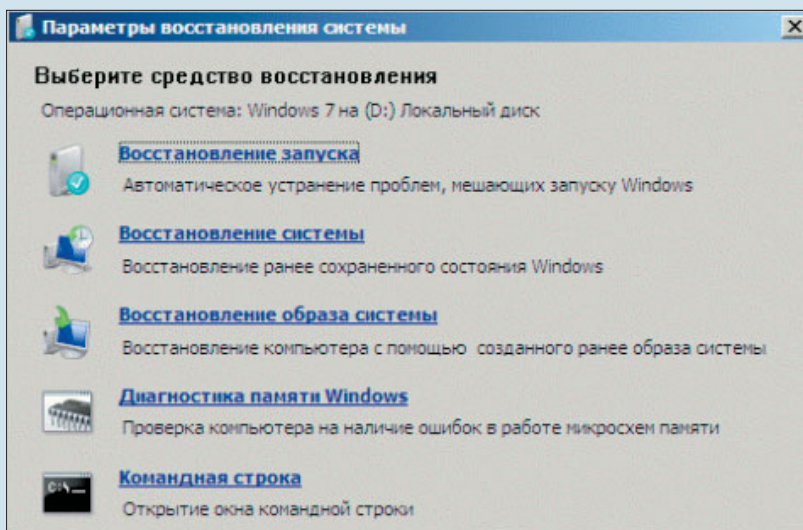 Параметры восстановления системы
Выберите средство восстановления
Операционная система: Windows 7 на (D:) Локальный диск
Восстановление запуска
Автоматическое устранение проблем, мешающих запуску Windows
Восстановление системы
Восстановление ранее сохраненного состояния Windows
Восстановление образа системы
Восстановление компьютера с помощью созданного ранее образа системы
Диагностика памяти Windows
Проверка компьютера на наличие ошибок в работе микросхем памяти
C:\_
Командная строка
Открытие окна командной строки